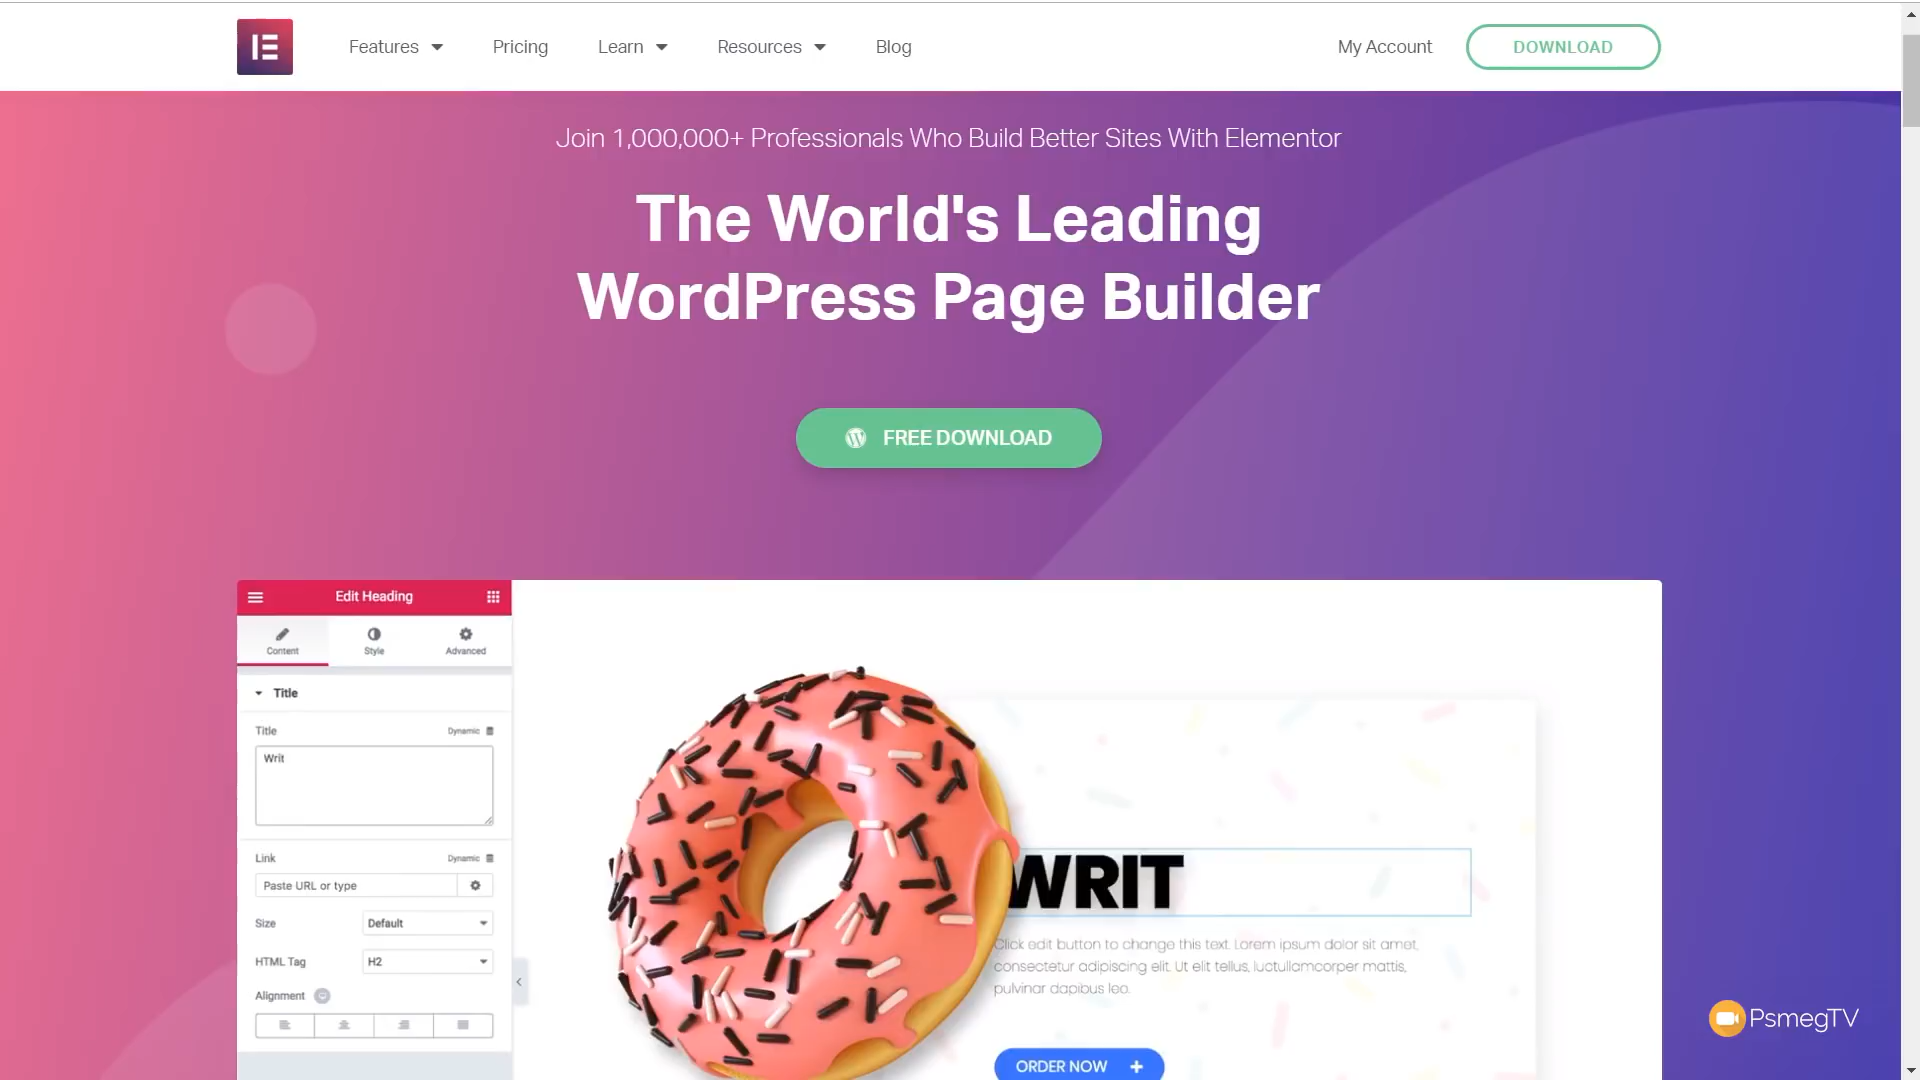 Features
Pricing
Learn
Resources
Blog
My Account
DOWNLOAD
Join 1,000,000+ Professionals Who Build Better Sites With Elementor
The World's Leading
WordPress Page Builder
FREE DOWNLOAD
Edit Heading
Content
Style
Advanced
Title
Title
Dynamic
Writ
Link
Dynamic
Paste URL or type
Size
Default
HTML Tag
H2
Alignment
WRIT
Click edit button to change this text. Lorem ipsum dolor sit amet,
consectetur adipiscing elit. Ut elit tellus, luctullamcorper mattis,
pulvinar dapibus leo.
ORDER NOW +
PsmegTV